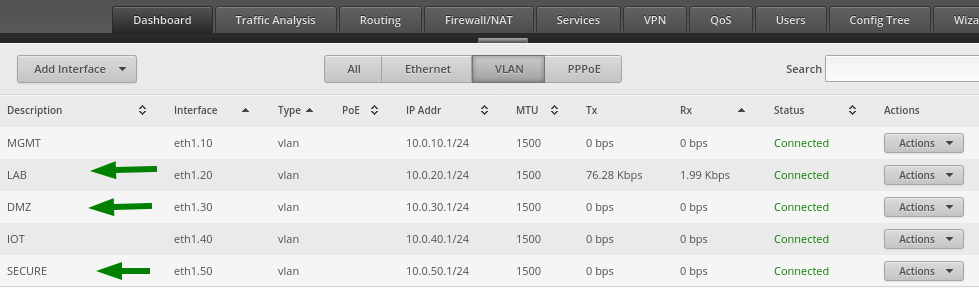 Dashboard Traffic Analysis Routing Firewall/NAT Services VPN QoS Users Config Tree Wiza
Add Interface All Ethernet VLAN PPPoE Search
Description Interface Type PoE IP Addr MTU Tx Rx Status Actions
MGMT eth1.10 vlan 10.0.10.1/24 1500 0 bps 0 bps Connected Actions
LAB eth1.20 vlan 10.0.20.1/24 1500 76.28 Kbps 1.99 Kbps Connected Actions
DMZ eth1.30 vlan 10.0.30.1/24 1500 0 bps 0 bps Connected Actions
IOT eth1.40 vlan 10.0.40.1/24 1500 0 bps 0 bps Connected Actions
SECURE eth1.50 vlan 10.0.50.1/24 1500 0 bps 0 bps Connected Actions